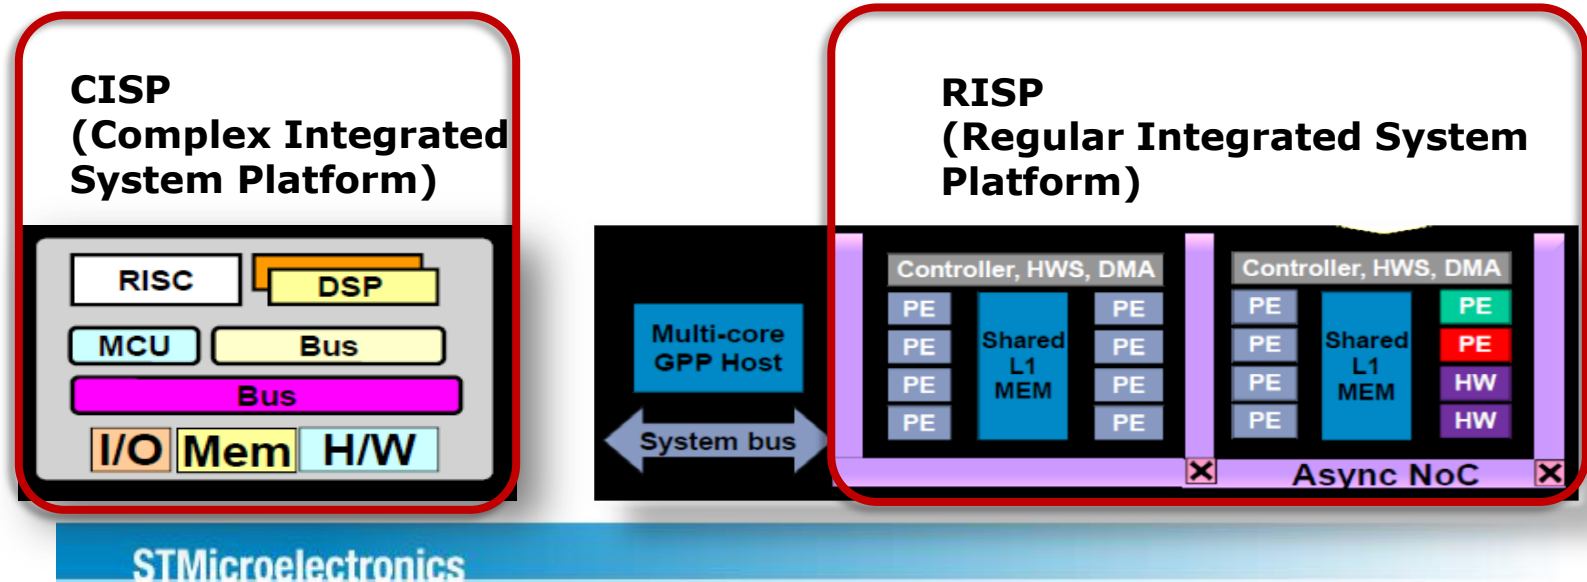 CISP
(Complex Integrated
System Platform)
RISC
DSP
MCU
Bus
Bus
I/O
Mem
H/W
Multi-core
GPP Host
System bus
RISP
(Regular Integrated System
Platform)
Controller, HWS, DMA
PE
PE
PE
PE
Shared
L1
MEM
PE
PE
PE
PE
Controller, HWS, DMA
PE
PE
PE
PE
Shared
L1
MEM
PE
PE
HW
HW
Async NoC
STMicroelectronics